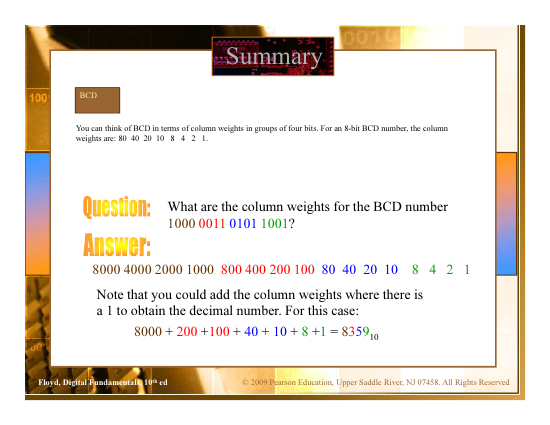 Summary
BCD
You can think of BCD in terms of column weights in groups of four bits. For an 8-bit BCD number, the column
weights are: 80 40 20 10 8 4 2 1.
Question:
What are the column weights for the BCD number
1000 0011 0101 1001?
Answer:
8000 4000 2000 1000 800 400 200 100 80 40 20 10 8 4 2 1
Note that you could add the column weights where there is
a 1 to obtain the decimal number. For this case:
8000 + 200 +100 + 40 + 10 + 8 +1 = 8359₁₀
Floyd, Digital Fundamentals, 10ᵗʰ ed
© 2009 Pearson Education, Upper Saddle River, NJ 07458. All Rights Reserved